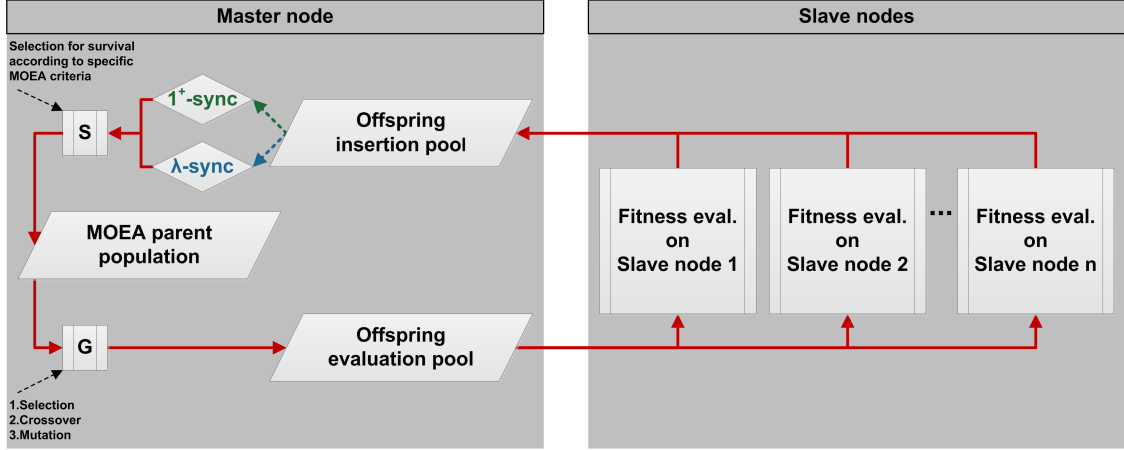 Master node
Slave nodes
Selection for survival
according to specific
MOEA criteria
1+-sync
S
λ-sync
Offspring
insertion pool
MOEA parent
population
G
Offspring
evaluation pool
1.Selection
2.Crossover
3.Mutation
Fitness eval.
on
Slave node 1
Fitness eval.
on
Slave node 2
...
Fitness eval.
on
Slave node n